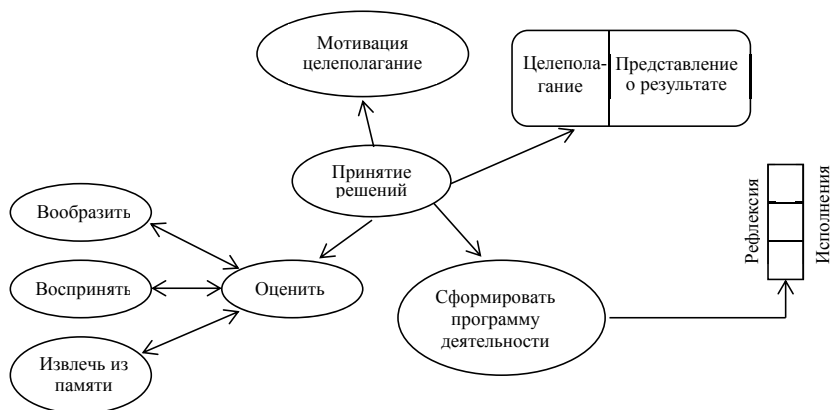 Мотивация
целеполагание
Целепола-
гание
Представление
о результате
Принятие
решений
Вообразить
Воспринять
Извлечь из
памяти
Оценить
Сформировать
программу
деятельности
Рефлексия
Исполнения